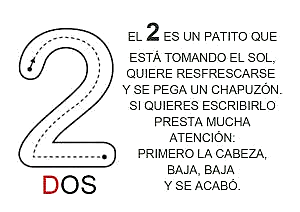 EL 2 ES UN PATITO QUE
ESTÁ TOMANDO EL SOL,
QUIERE RESFRESCARSE
Y SE PEGA UN CHAPUZÓN.
SI QUIERES ESCRIBIRLO
PRESTA MUCHA
ATENCIÓN:
PRIMERO LA CABEZA,
BAJA, BAJA
Y SE ACABÓ.
2
DOS